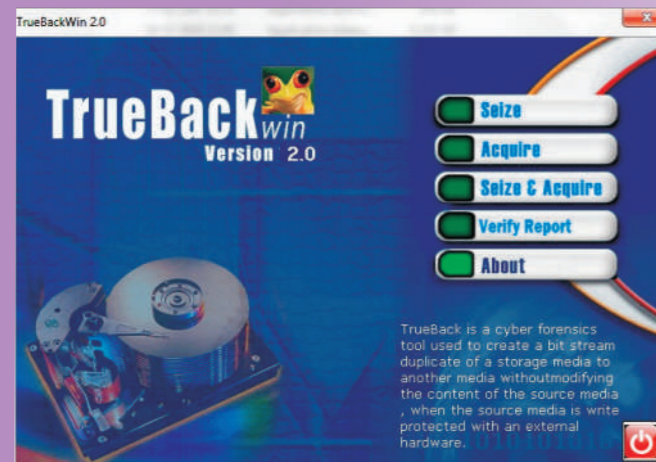 TrueBackWin 2.0
TrueBack win
Version 2.0
Seize
Acquire
Seize & Acquire
Verify Report
About
TrueBack is a cyber forensics
tool used to create a bit stream
duplicate of a storage media to
another media withoutmodifying
the content of the source media
, when the source media is write
protected with an external
hardware.